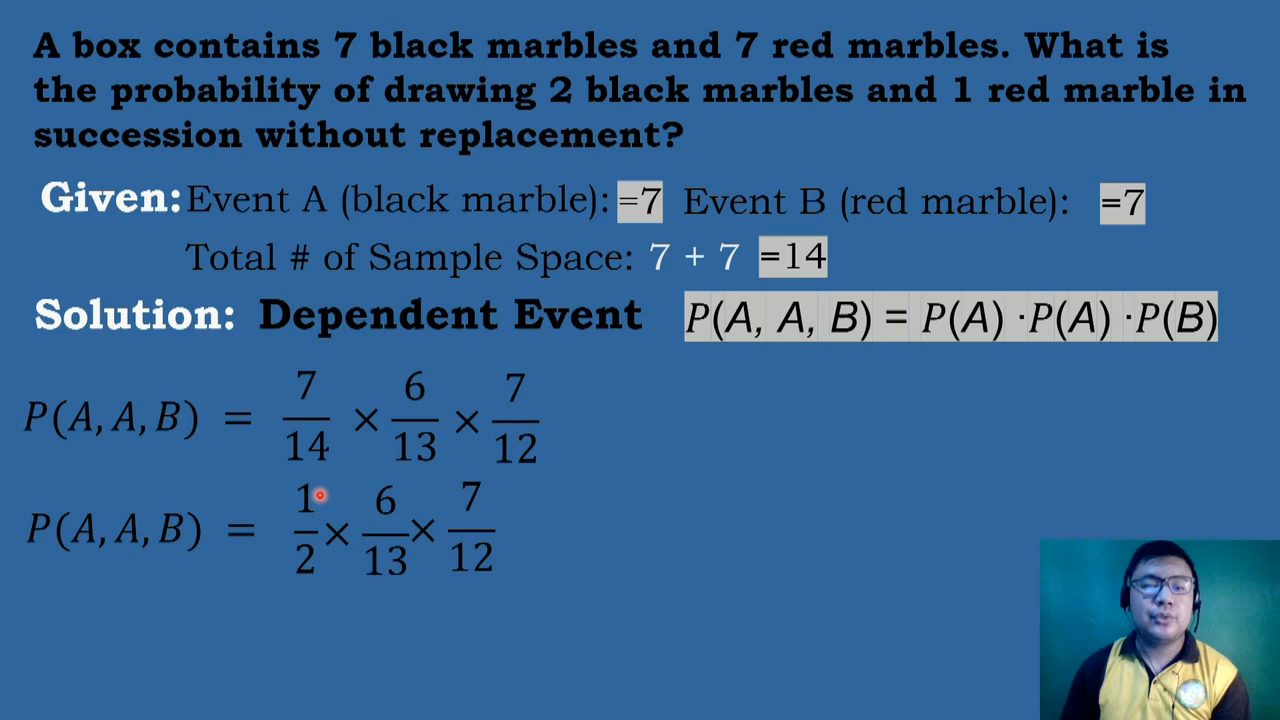 A box contains 7 black marbles and 7 red marbles. What is
the probability of drawing 2 black marbles and 1 red marble in
succession without replacement?
Given: Event A (black marble): =7 Event B (red marble): =7
Total # of Sample Space: 7 + 7 =14
Solution: Dependent Event P(A, A, B) = P(A) ·P(A) ·P(B)
P(A, A, B) = 7/14 × 6/13 × 7/12
P(A, A, B) = 1/2 × 6/13 × 7/12